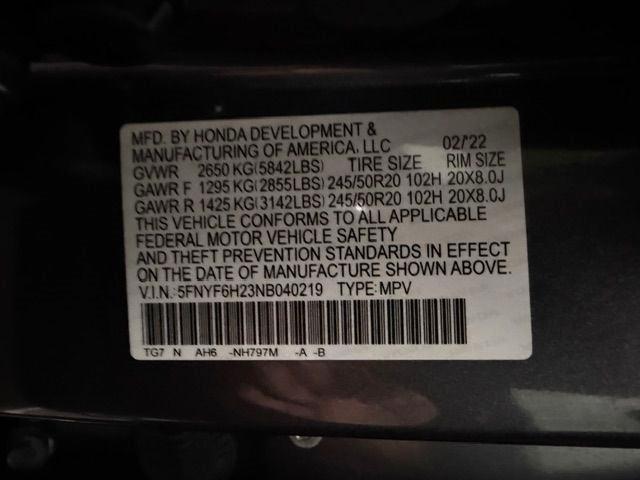 MFD. BY HONDA DEVELOPMENT &
MANUFACTURING OF AMERICA, LLC 02/'22
GVWR 2650 KG(5842LBS) TIRE SIZE RIM SIZE
GAWR F 1295 KG(2855LBS) 245/50R20 102H 20X8.0J
GAWR R 1425 KG(3142LBS) 245/50R20 102H 20X8.0J
THIS VEHICLE CONFORMS TO ALL APPLICABLE
FEDERAL MOTOR VEHICLE SAFETY
AND THEFT PREVENTION STANDARDS IN EFFECT
ON THE DATE OF MANUFACTURE SHOWN ABOVE.
V.I.N.: 5FNYF6H23NB040219 TYPE: MPV
TG7 N AH6 -NH797M -A -B